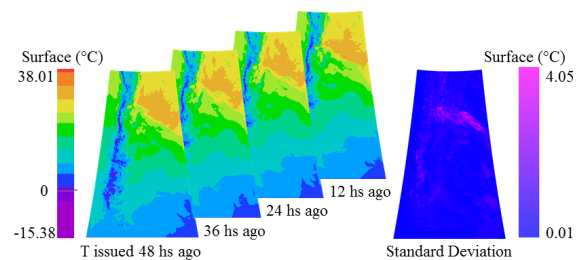 Surface (°C)
38.01
0
-15.38
T issued 48 hs ago
36 hs ago
24 hs ago
12 hs ago
Surface (°C)
4.05
0.01
Standard Deviation